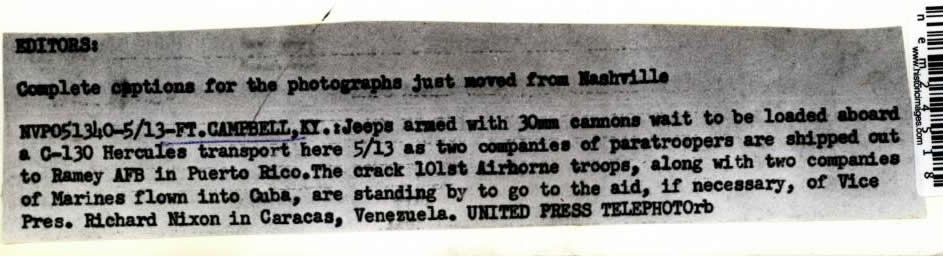 EDITORS:
Complete captions for the photographs just moved from Nashville
NVP051340-5/13-FT.CAMPBELL,KY.:Jeeps armed with 30mm cannons wait to be loaded aboard
a C-130 Hercules transport here 5/13 as two companies of paratroopers are shipped out
to Ramey AFB in Puerto Rico.The crack 101st Airborne troops, along with two companies
of Marines flown into Cuba, are standing by to go to the aid, if necessary, of Vice
Pres. Richard Nixon in Caracas, Venezuela. UNITED PRESS TELEPHOTOrb
www.historicimages.com
nem24518